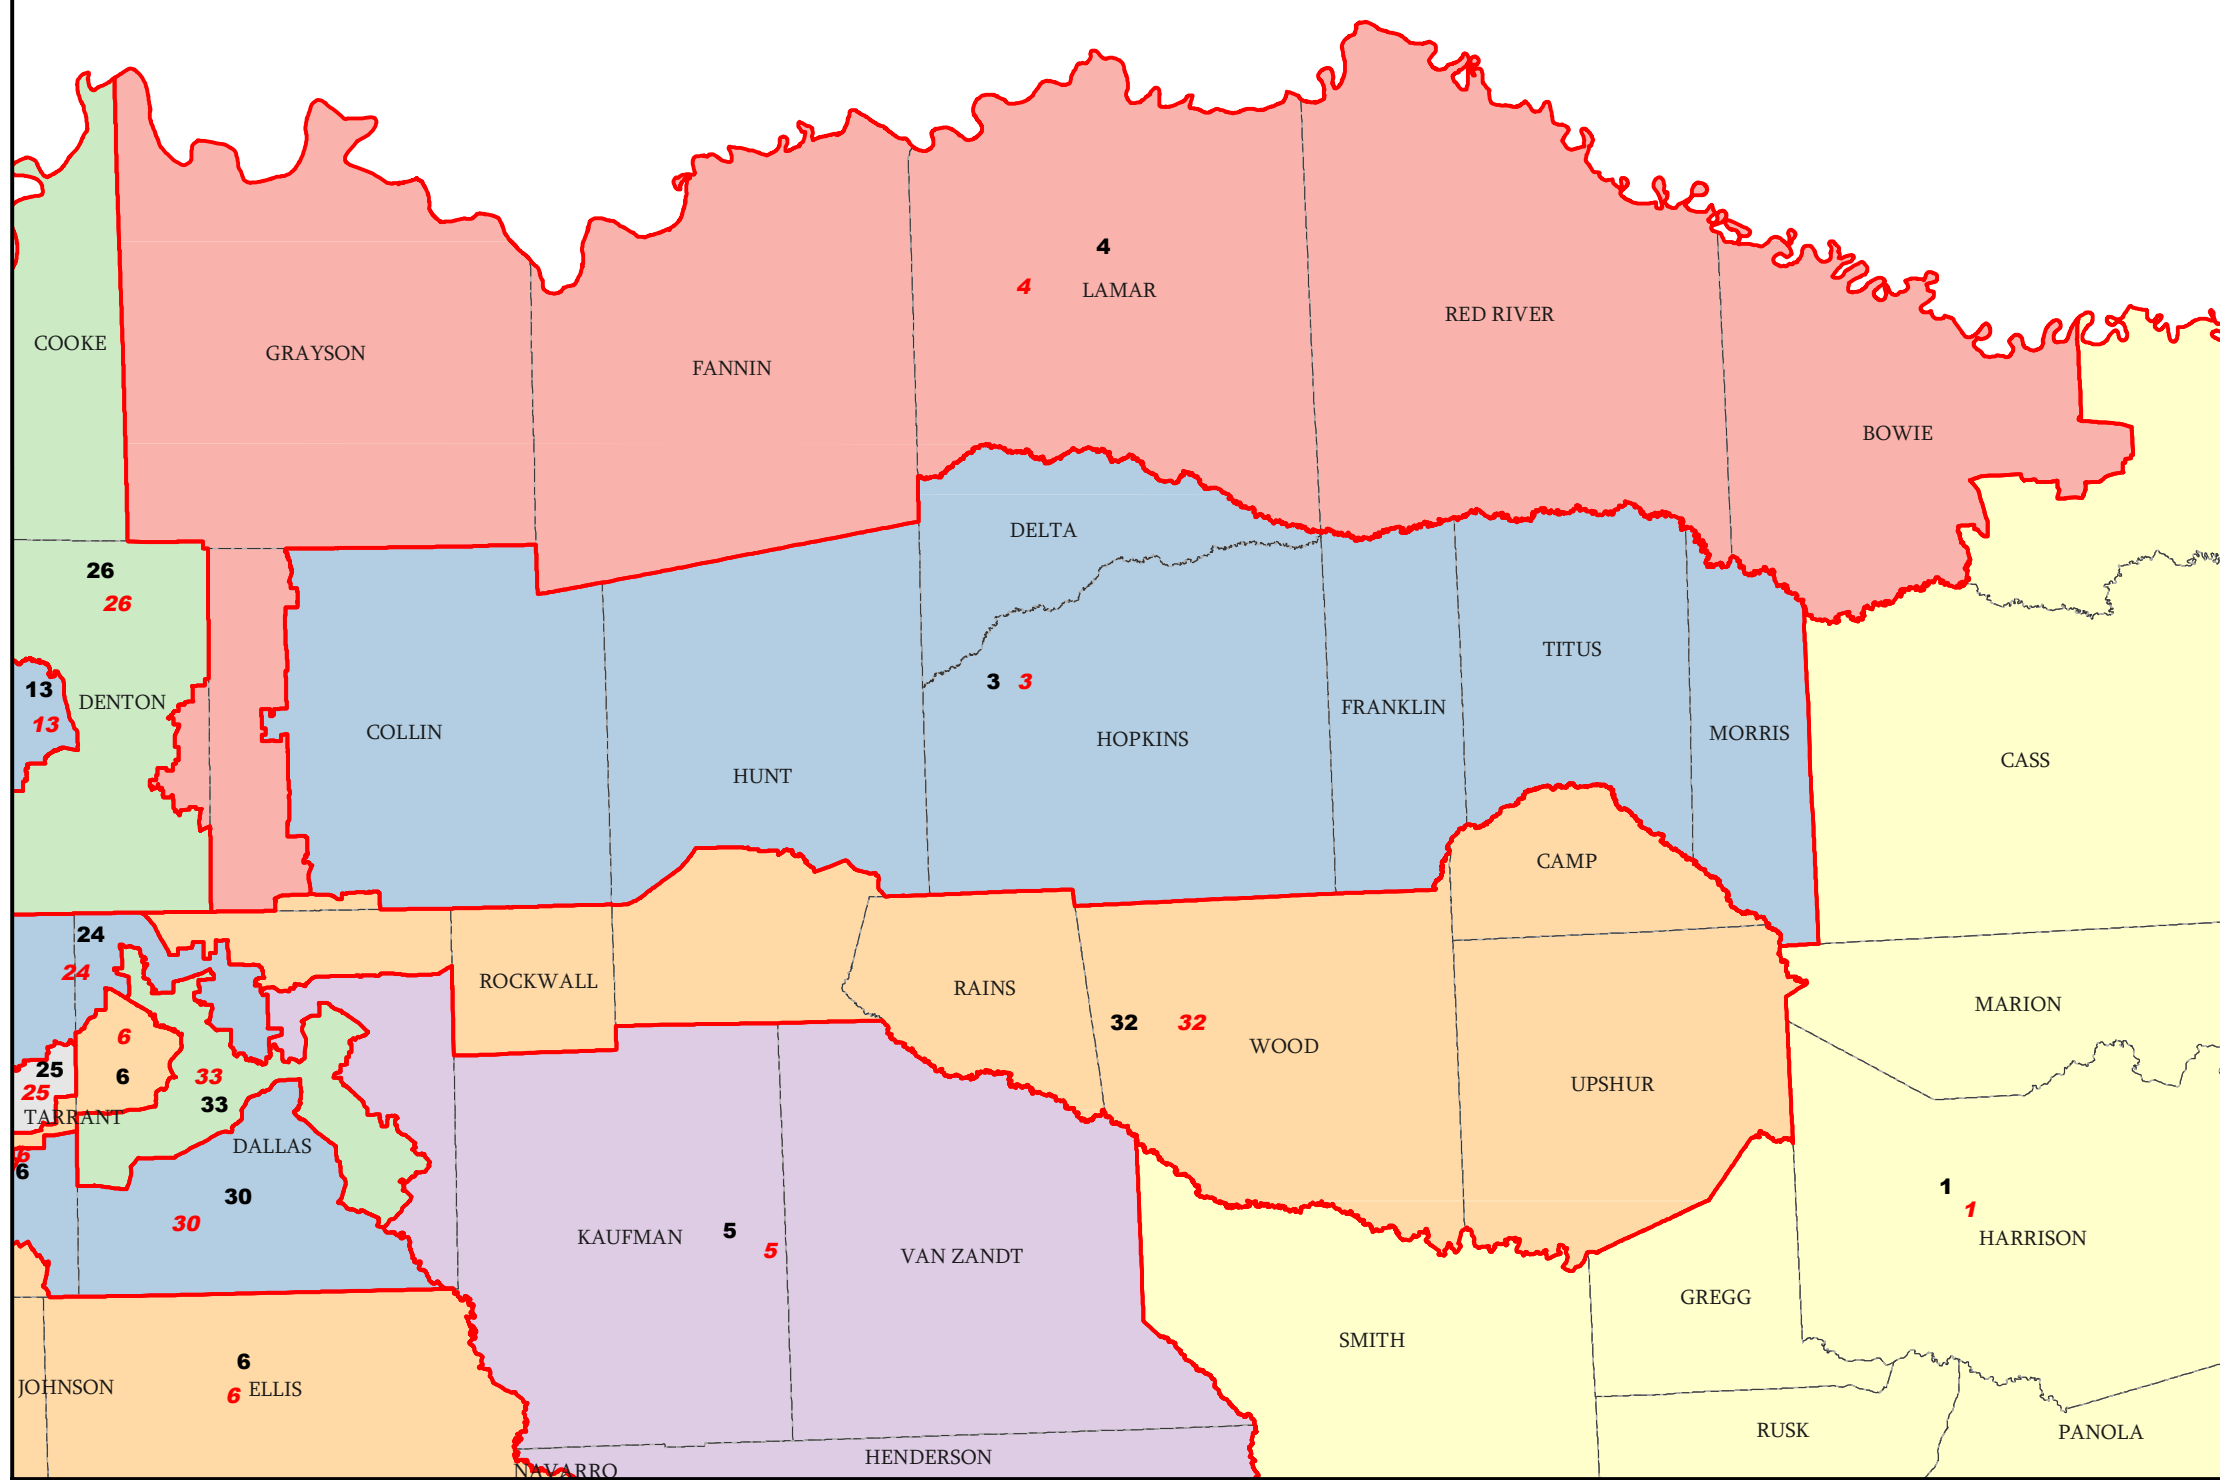 4
4 LAMAR
RED RIVER
COOKE
GRAYSON
FANNIN
BOWIE
DELTA
26
26
TITUS
13
3 3
DENTON
FRANKLIN
13
COLLIN
HOPKINS
MORRIS
CASS
HUNT
CAMP
24
24
ROCKWALL
RAINS
MARION
32 32
6
WOOD
25
6
33
UPSHUR
25
33
TARRANT
DALLAS
6
6
30
30
1
1
KAUFMAN 5
HARRISON
5
VAN ZANDT
GREGG
SMITH
6
JOHNSON
6 ELLIS
RUSK
PANOLA
HENDERSON
NAVARRO